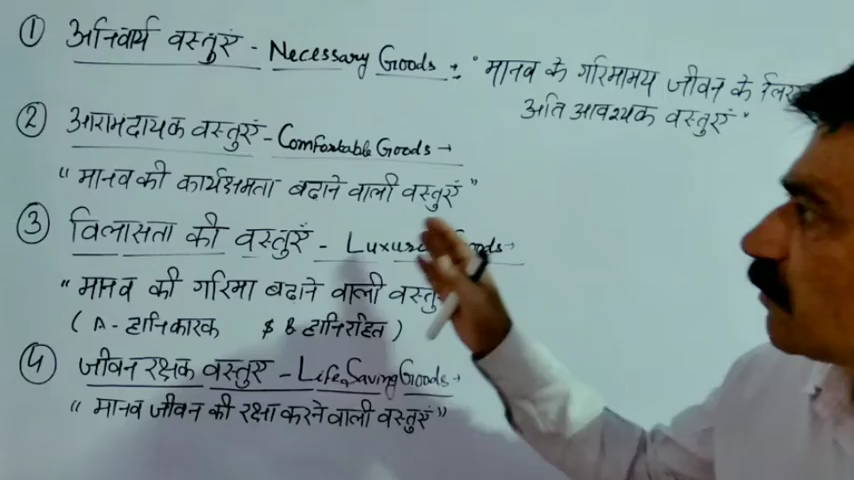 ① अनिवार्य वस्तुएं - Necessary Goods → " मानव के गरिमामय जीवन के लिए
अति आवश्यक वस्तुएं "
② आरामदायक वस्तुएं - Comfortable Goods →
" मानव की कार्यक्षमता बढाने वाली वस्तुएं "
③ विलासता की वस्तुएं - Goods →
" मानव की गरिमा बढाने वाली
( A - हानिकारक $ B हानिरहित )
④ जीवन रक्षक वस्तुएं - Life Saving Goods →
" मानव जीवन की रक्षा करने वाली वस्तुएं "